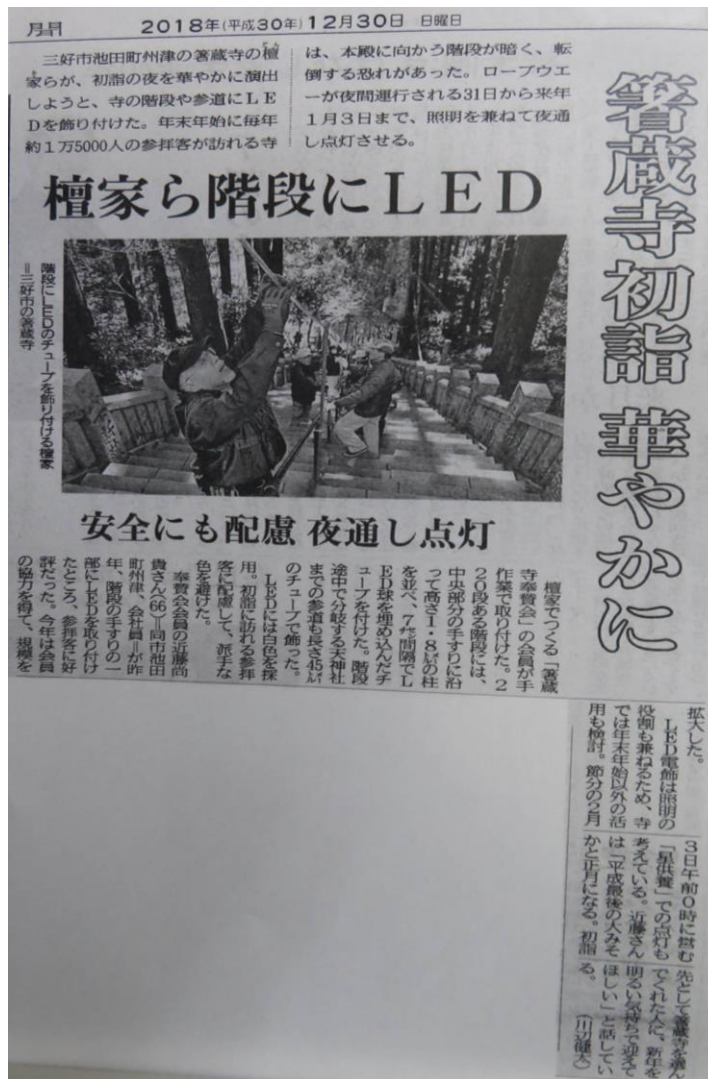 聞
2018年(平成30年)12月30日 日曜日
箸蔵寺初詣 華やかに
三好市池田町州津の箸蔵寺の檀
家らが、初詣の夜を華やかに演出
しようと、寺の階段や参道にＬＥ
Ｄを飾り付けた。年末年始に毎年
約１万5000人の参拝客が訪れる寺
は、本殿に向かう階段が暗く、転
倒する恐れがあった。ロープウエ
ーが夜間運行される31日から来年
１月３日まで、照明を兼ねて夜通
し点灯させる。
檀家ら階段にＬＥＤ
階段にＬＥＤのチューブを飾り付ける檀家
＝三好市の箸蔵寺
安全にも配慮 夜通し点灯
檀家でつくる「箸蔵
寺奉賛会」の会員が手
作業で取り付けた。２
２０段ある階段には、
中央部分の手すりに沿
って高さ１・８㍍の柱
を並べ、７㌢間隔でＬ
ＥＤ球を埋め込んだチ
ューブを付けた。階段
途中で分岐する天神社
までの参道も長さ45㍍
のチューブで飾った。
ＬＥＤには白色を採
用。初詣に訪れる参拝
客に配慮して、派手な
色を避けた。
奉賛会会員の近藤尚
貴さん(66)＝同市池田
町州津、会社員＝が昨
年、階段の手すりの一
部にＬＥＤを取り付け
たところ、参拝客に好
評だった。今年は会員
の協力を得て、規模を
拡大した。
ＬＥＤ電飾は照明の
役割も兼ねるため、寺
では年末年始以外の活
用も検討。節分の２月
３日午前０時に営む
「星供養」での点灯も
考えている。近藤さん
は「平成最後の大みそ
かと正月になる。初詣
先として箸蔵寺を選ん
でくれた人に、新年を
明るい気持ちで迎えて
ほしい」と話してい
る。
(川辺健太)